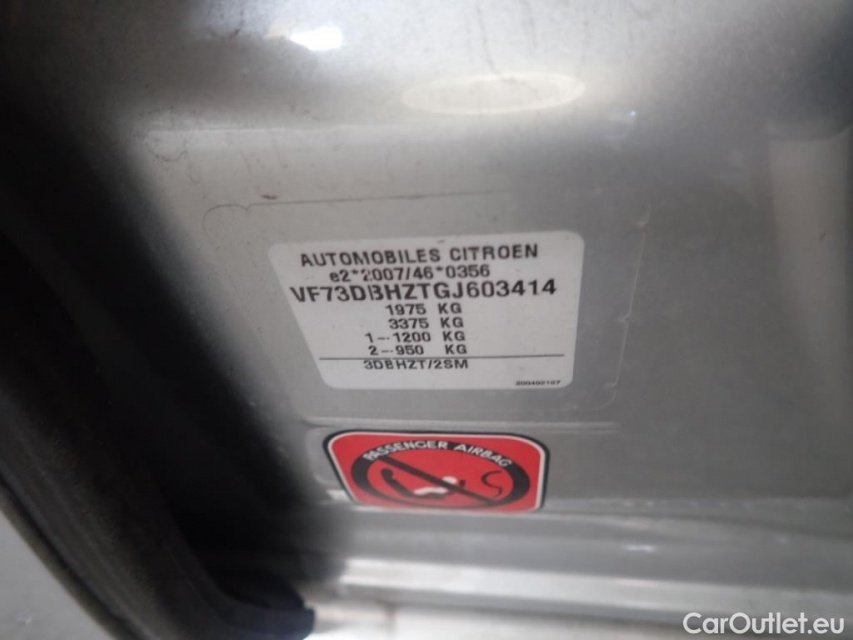 AUTOMOBILES CITROEN
e2*2007/46*0356
VF73DBHZTGJ603414
1975 KG
3375 KG
1--1200 KG
2--950 KG
3DBHZT/2SM
PASSENGER AIRBAG
CarOutlet.eu